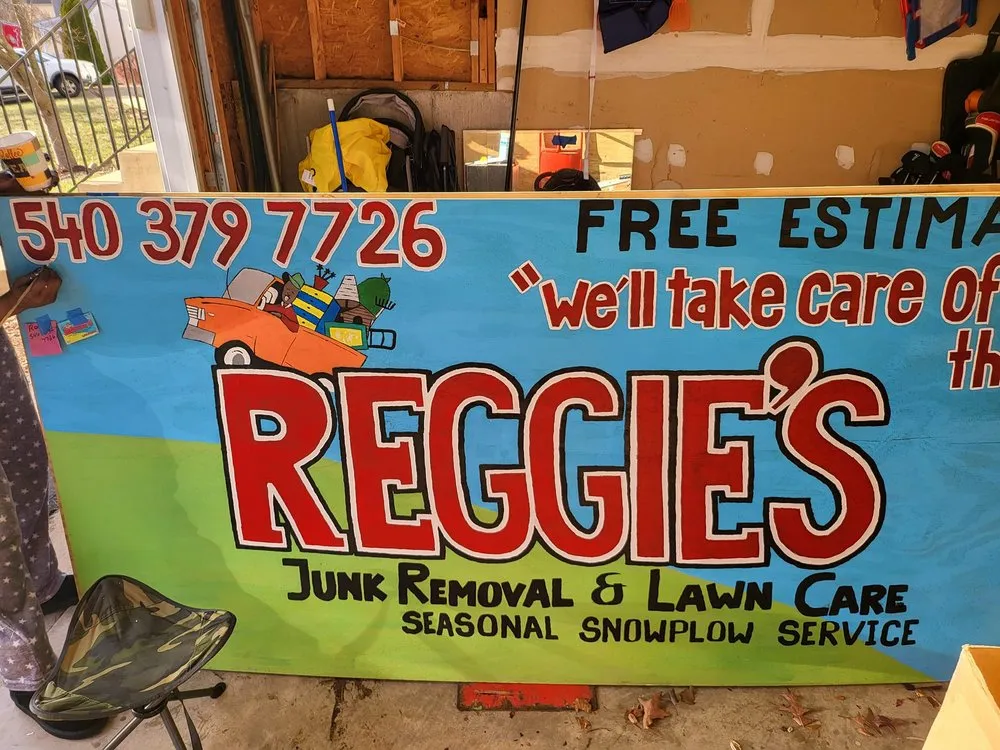 540 379 7726
FREE ESTIMA
"we'll take care of
th
REGGIE'S
JUNK REMOVAL & LAWN CARE
SEASONAL SNOWPLOW SERVICE